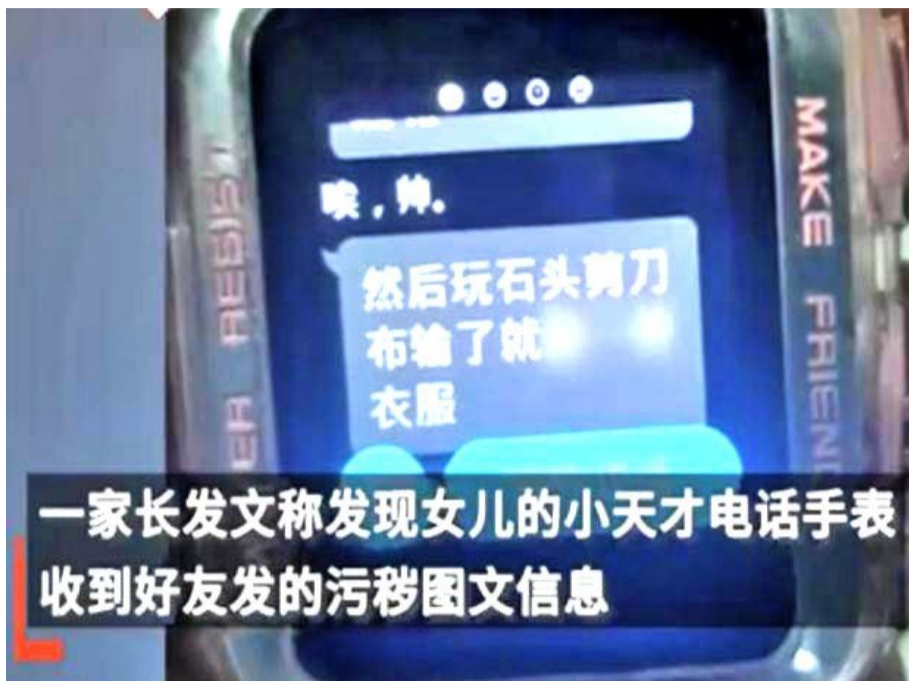 唉,帅。
然后玩石头剪刀
布输了就
衣服
MAKE FRIEN
一家长发文称发现女儿的小天才电话手表
收到好友发的污秽图文信息